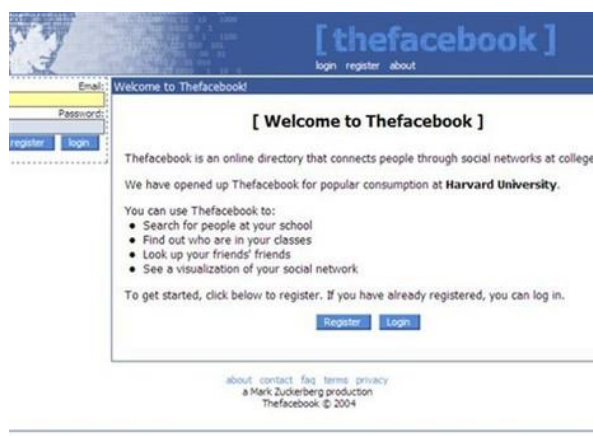 [ thefacebook ]
login register about
Email:
Password:
register login
Welcome to Thefacebook!
[ Welcome to Thefacebook ]
Thefacebook is an online directory that connects people through social networks at college
We have opened up Thefacebook for popular consumption at Harvard University.
You can use Thefacebook to:
• Search for people at your school
• Find out who are in your classes
• Look up your friends' friends
• See a visualization of your social network
To get started, click below to register. If you have already registered, you can log in.
Register Login
about contact faq terms privacy
a Mark Zuckerberg production
Thefacebook © 2004